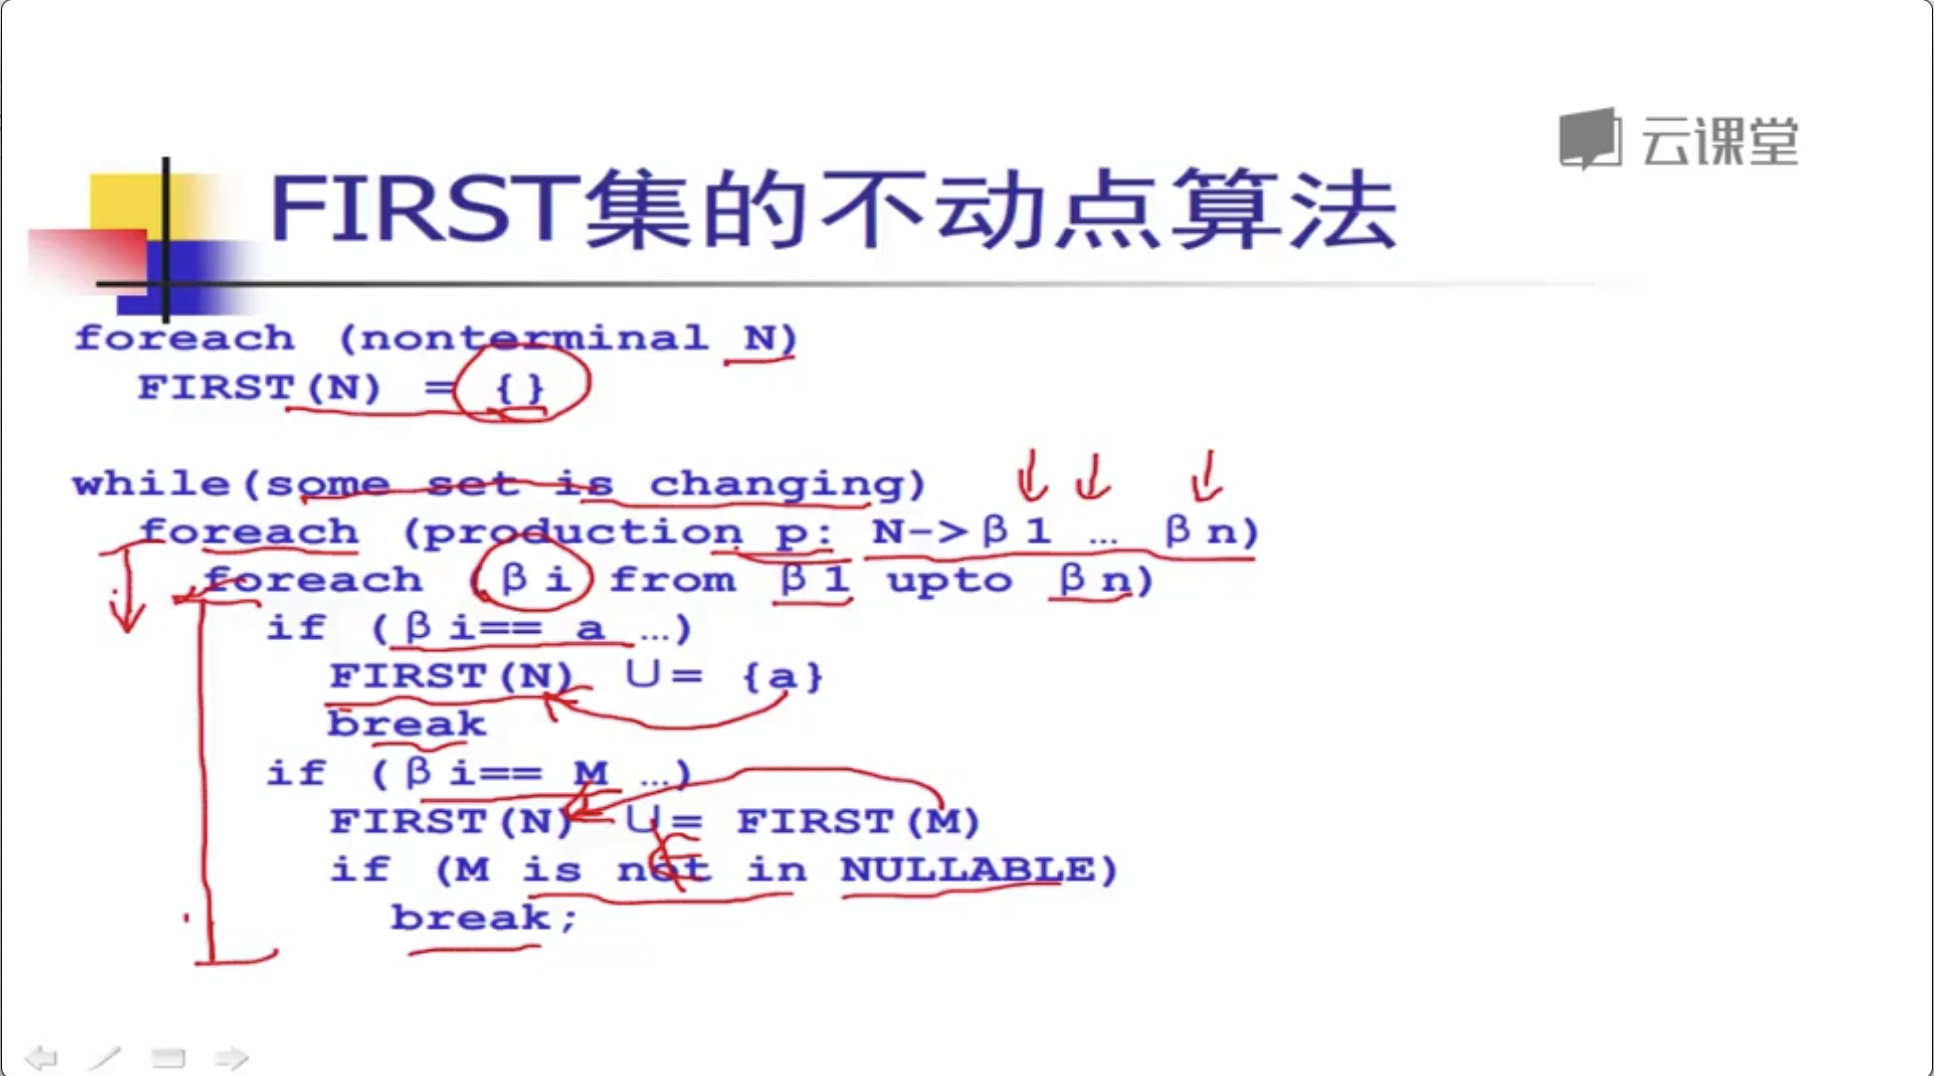 云课堂
FIRST集的不动点算法
foreach (nonterminal N)
FIRST(N) = {}
while(some set is changing)
foreach (production p: N->β1 … βn)
foreach (βi from β1 upto βn)
if (βi== a …)
FIRST(N) ∪= {a}
break
if (βi== M …)
FIRST(N) ∪= FIRST(M)
if (M is not in NULLABLE)
break;